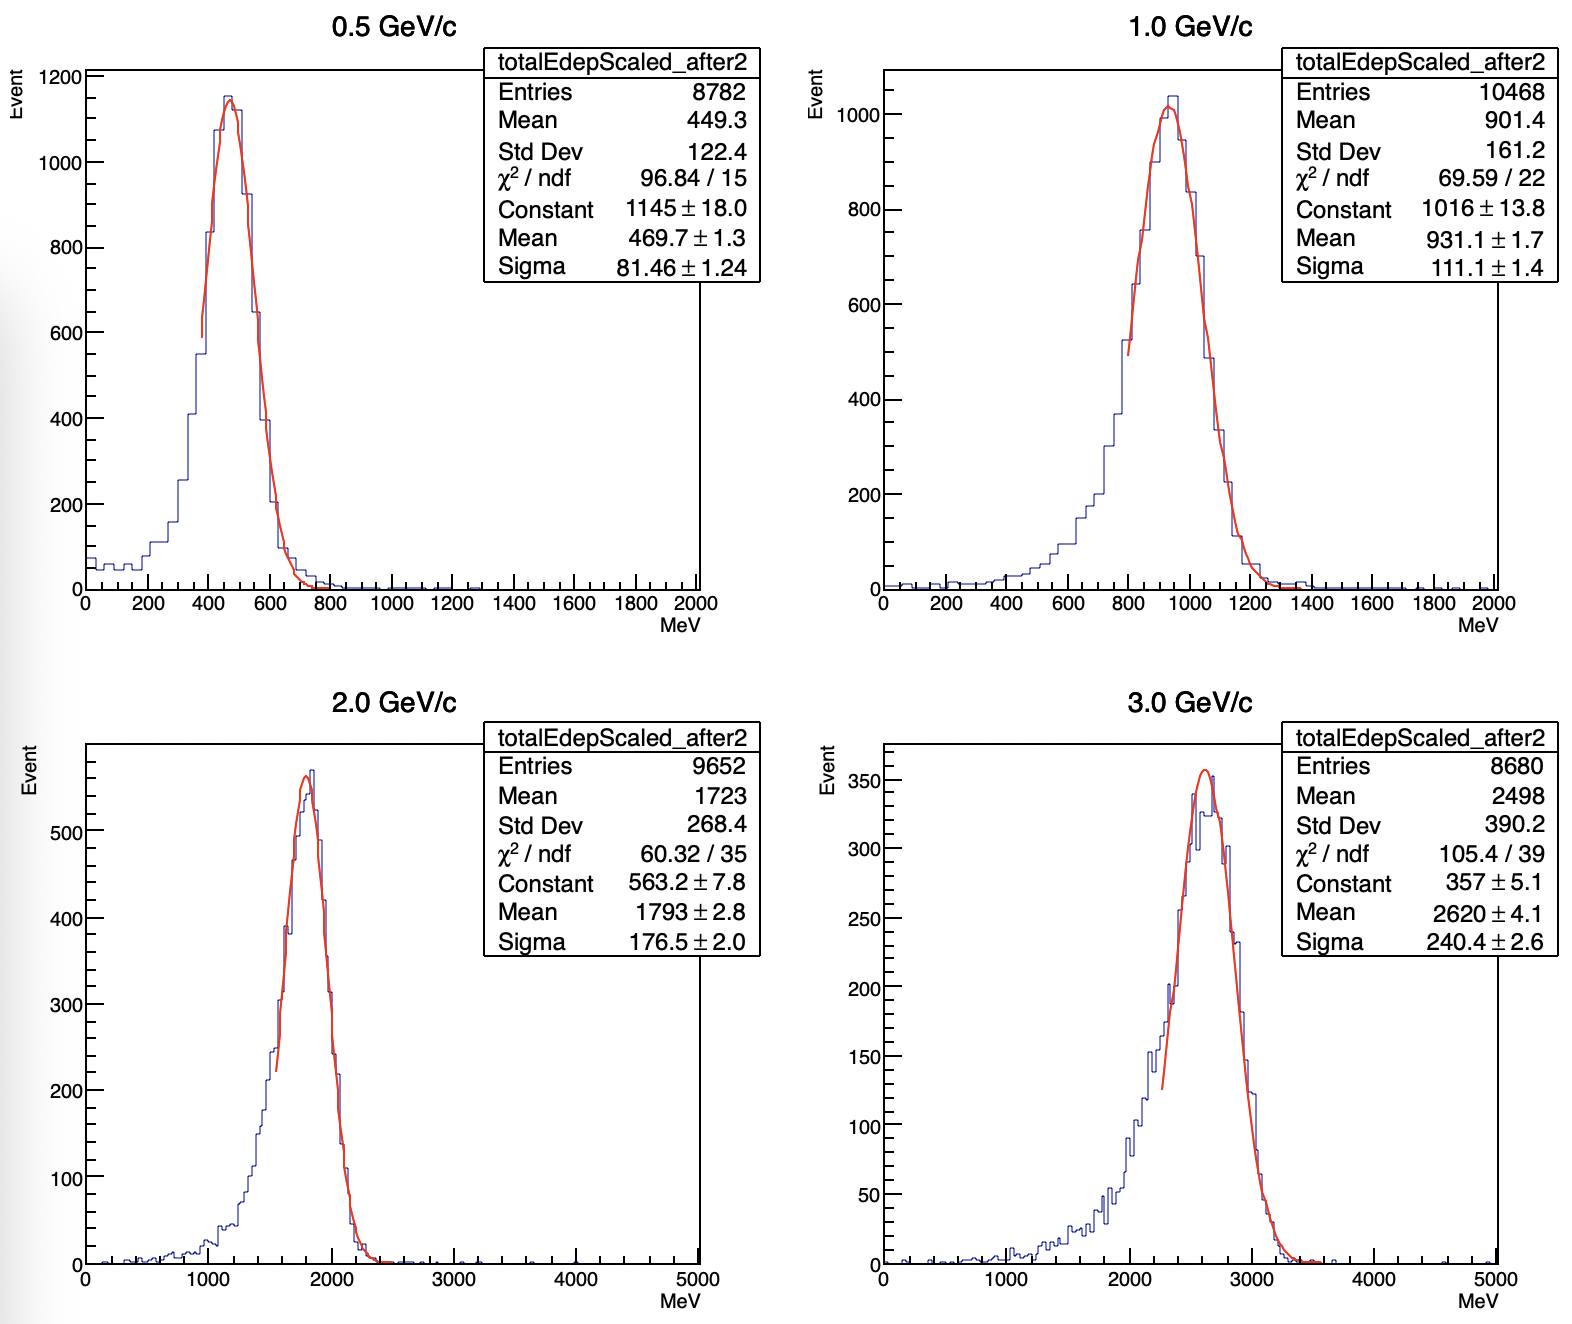 0.5 GeV/c
totalEdepScaled_after2
Entries 8782
Mean 449.3
Std Dev 122.4
χ² / ndf 96.84 / 15
Constant 1145 ± 18.0
Mean 469.7 ± 1.3
Sigma 81.46 ± 1.24
Event
1200
1000
800
600
400
200
0
0 200 400 600 800 1000 1200 1400 1600 1800 2000
MeV
1.0 GeV/c
totalEdepScaled_after2
Entries 10468
Mean 901.4
Std Dev 161.2
χ² / ndf 69.59 / 22
Constant 1016 ± 13.8
Mean 931.1 ± 1.7
Sigma 111.1 ± 1.4
Event
1000
800
600
400
200
0
0 200 400 600 800 1000 1200 1400 1600 1800 2000
MeV
2.0 GeV/c
totalEdepScaled_after2
Entries 9652
Mean 1723
Std Dev 268.4
χ² / ndf 60.32 / 35
Constant 563.2 ± 7.8
Mean 1793 ± 2.8
Sigma 176.5 ± 2.0
Event
500
400
300
200
100
0
0 1000 2000 3000 4000 5000
MeV
3.0 GeV/c
totalEdepScaled_after2
Entries 8680
Mean 2498
Std Dev 390.2
χ² / ndf 105.4 / 39
Constant 357 ± 5.1
Mean 2620 ± 4.1
Sigma 240.4 ± 2.6
Event
350
300
250
200
150
100
50
0
0 1000 2000 3000 4000 5000
MeV